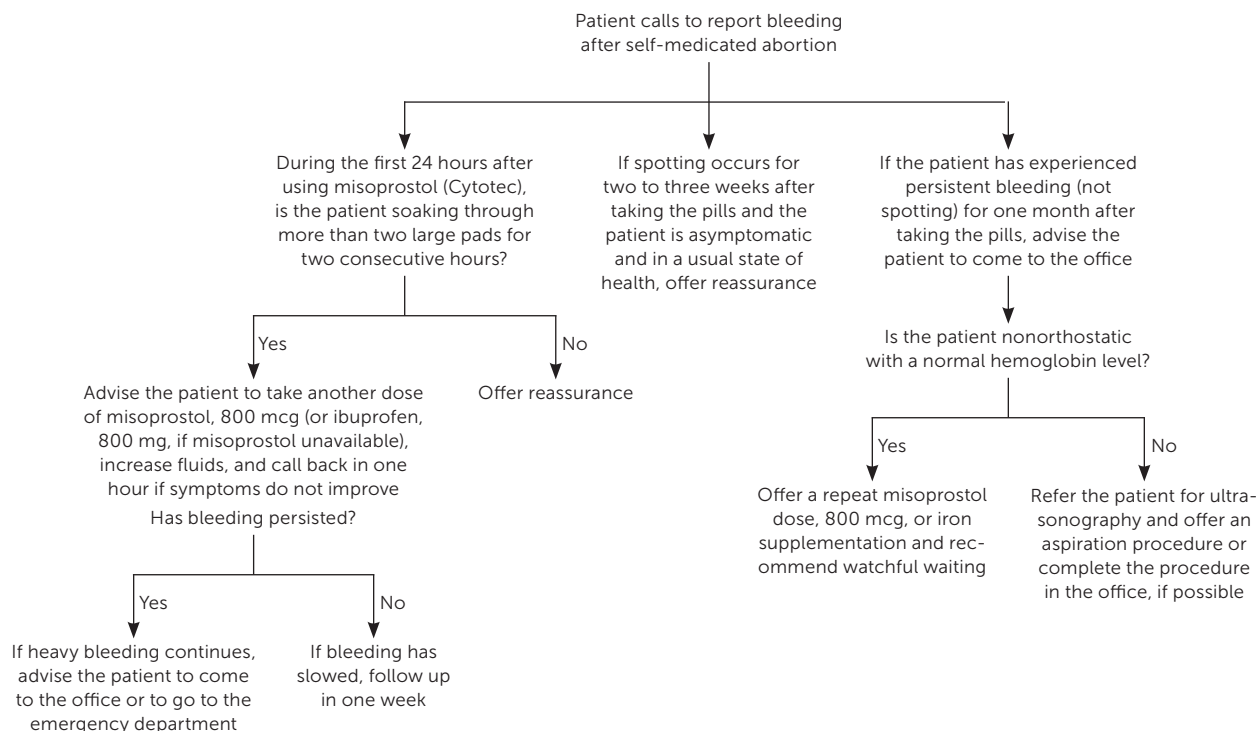 Patient calls to report bleeding
after self-medicated abortion
During the first 24 hours after
using misoprostol (Cytotec),
is the patient soaking through
more than two large pads for
two consecutive hours?
If spotting occurs for
two to three weeks after
taking the pills and the
patient is asymptomatic
and in a usual state of
health, offer reassurance
If the patient has experienced
persistent bleeding (not
spotting) for one month after
taking the pills, advise the
patient to come to the office
Yes
No
Is the patient nonorthostatic
with a normal hemoglobin level?
Advise the patient to take another dose
of misoprostol, 800 mcg (or ibuprofen,
800 mg, if misoprostol unavailable),
increase fluids, and call back in one
hour if symptoms do not improve
Has bleeding persisted?
Offer reassurance
Yes
No
Offer a repeat misoprostol
dose, 800 mcg, or iron
supplementation and rec-
ommend watchful waiting
Refer the patient for ultra-
sonography and offer an
aspiration procedure or
complete the procedure
in the office, if possible
Yes
No
If heavy bleeding continues,
advise the patient to come
to the office or to go to the
emergency department
If bleeding has
slowed, follow up
in one week